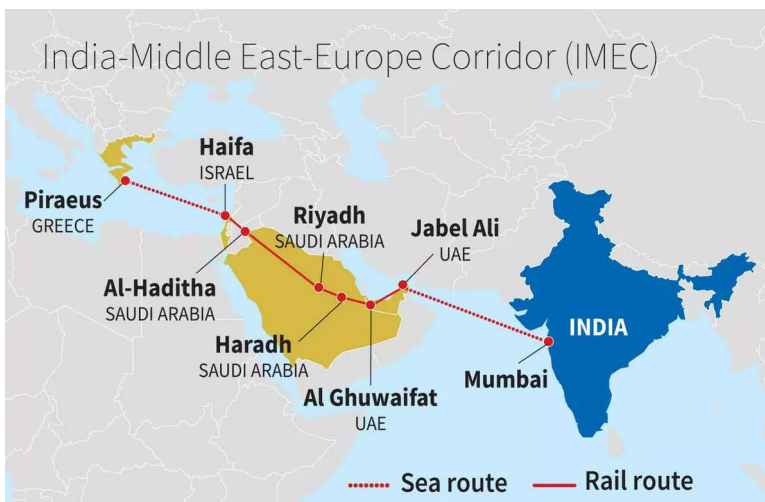 India-Middle East-Europe Corridor (IMEC)
Haifa
ISRAEL
Piraeus
GREECE
Riyadh
SAUDI ARABIA
Jabel Ali
UAE
Al-Haditha
SAUDI ARABIA
INDIA
Haradh
SAUDI ARABIA
Mumbai
Al Ghuwaifat
UAE
Sea route
Rail route